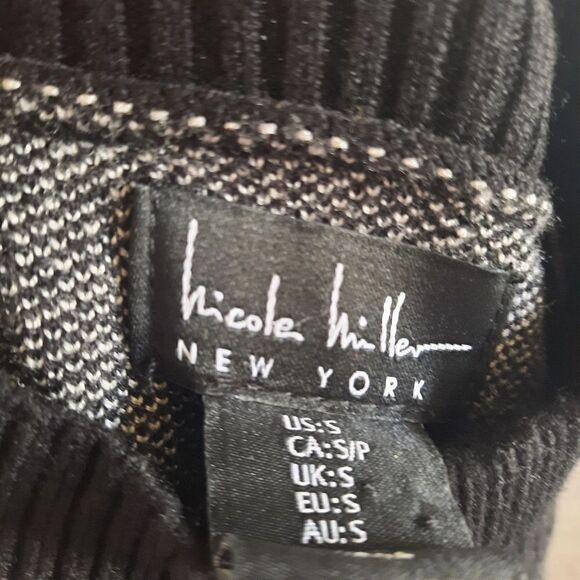 Nicole Miller
NEW YORK
US:S
CA:S/P
UK:S
EU:S
AU:S